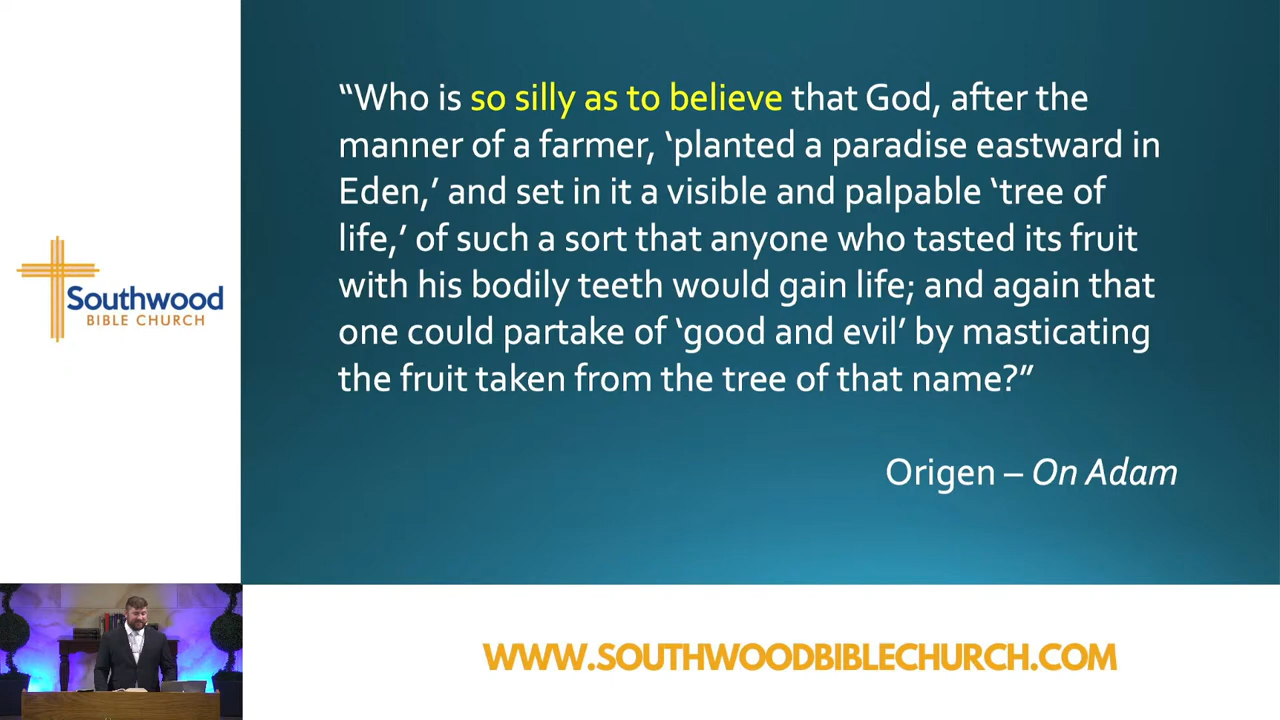 “Who is so silly as to believe that God, after the
manner of a farmer, ‘planted a paradise eastward in
Eden,’ and set in it a visible and palpable ‘tree of
life,’ of such a sort that anyone who tasted its fruit
with his bodily teeth would gain life; and again that
one could partake of ‘good and evil’ by masticating
the fruit taken from the tree of that name?”
Origen – On Adam
Southwood
BIBLE CHURCH
WWW.SOUTHWOODBIBLECHURCH.COM